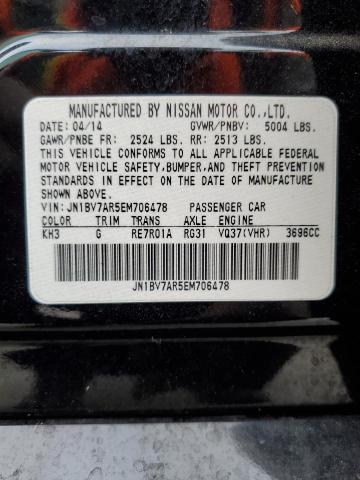 MANUFACTURED BY NISSAN MOTOR CO.,LTD.
DATE: 04/14 GVWR/PNBV: 5004 LBS.
GAWR/PNBE FR: 2524 LBS. RR: 2513 LBS.
THIS VEHICLE CONFORMS TO ALL APPLICABLE FEDERAL
MOTOR VEHICLE SAFETY,BUMPER,AND THEFT PREVENTION
STANDARDS IN EFFECT ON THE DATE OF MANUFACTURE
SHOWN ABOVE.
VIN: JN1BV7AR5EM706478 PASSENGER CAR
COLOR TRIM TRANS AXLE ENGINE
KH3 G RE7R01A RG31 VQ37(VHR) 3696CC
JN1BV7AR5EM706478